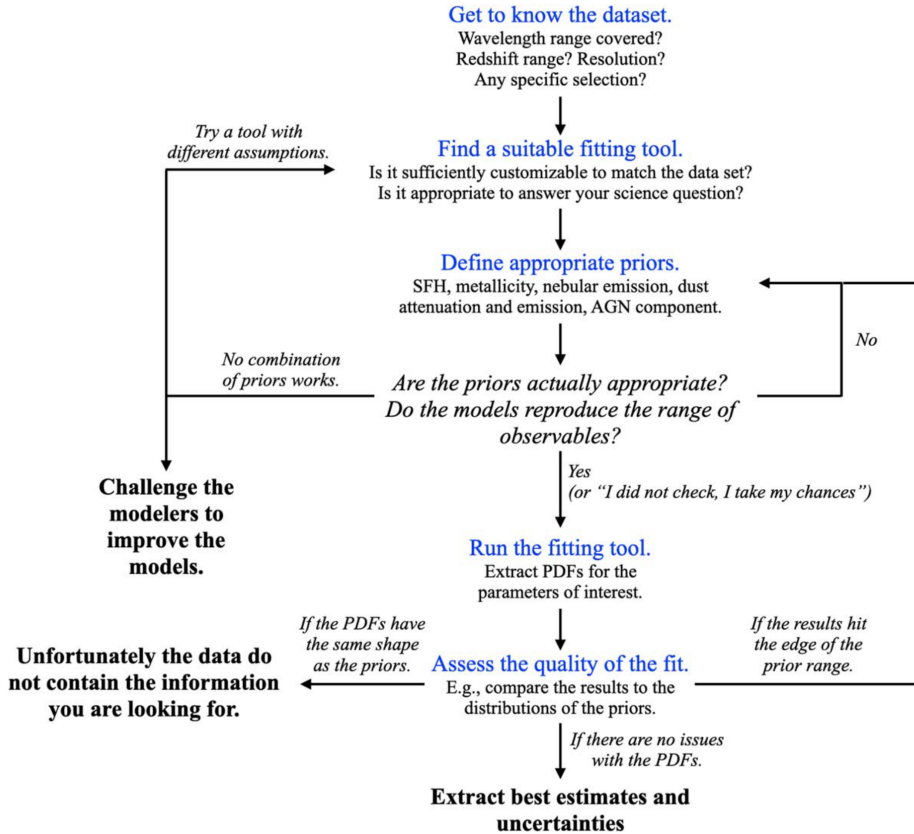 Get to know the dataset.
Wavelength range covered?
Redshift range? Resolution?
Any specific selection?
Try a tool with
different assumptions.
Find a suitable fitting tool.
Is it sufficiently customizable to match the data set?
Is it appropriate to answer your science question?
Define appropriate priors.
SFH, metallicity, nebular emission, dust
attenuation and emission, AGN component.
No
No combination
of priors works.
Are the priors actually appropriate?
Do the models reproduce the range of
observables?
Yes
(or “I did not check, I take my chances”)
Challenge the
modelers to
improve the
models.
Run the fitting tool.
Extract PDFs for the
parameters of interest.
If the PDFs have
the same shape
as the priors.
If the results hit
the edge of the
prior range.
Unfortunately the data do
not contain the information
you are looking for.
Assess the quality of the fit.
E.g., compare the results to the
distributions of the priors.
If there are no issues
with the PDFs.
Extract best estimates and
uncertainties